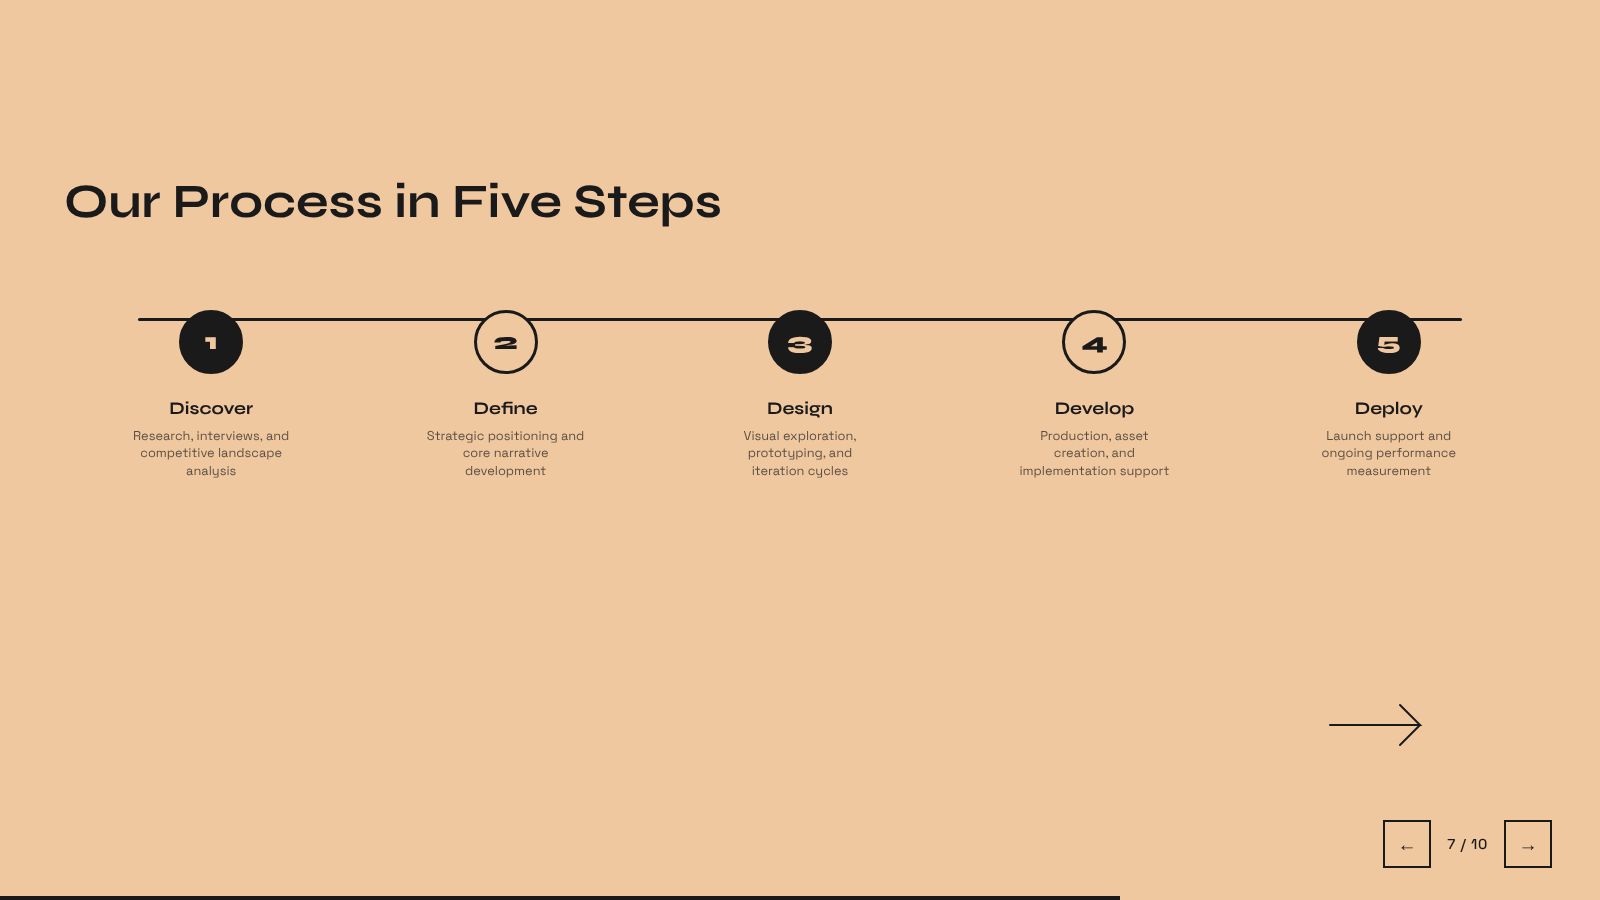 Our Process in Five Steps
1
2
3
4
5
Discover
Research, interviews, and
competitive landscape
analysis
Define
Strategic positioning and
core narrative
development
Design
Visual exploration,
prototyping, and
iteration cycles
Develop
Production, asset
creation, and
implementation support
Deploy
Launch support and
ongoing performance
measurement
← 7 / 10 →